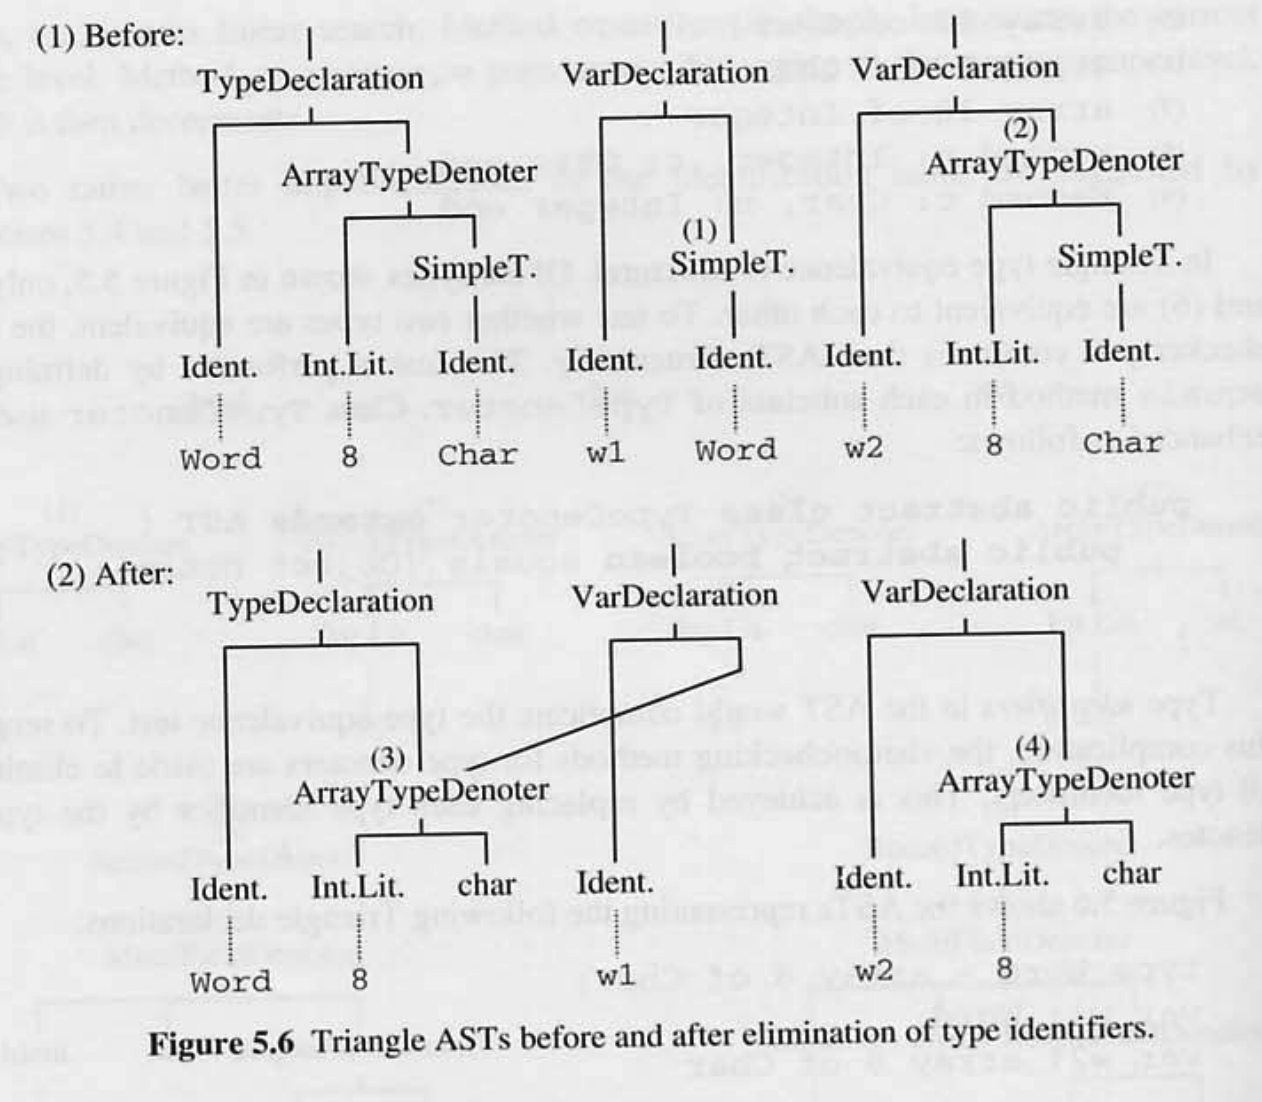 (1) Before:
TypeDeclaration VarDeclaration VarDeclaration
(2)
ArrayTypeDenoter ArrayTypeDenoter
(1)
SimpleT. SimpleT. SimpleT.
Ident. Int.Lit. Ident. Ident. Ident. Ident. Int.Lit. Ident.
Word 8 Char w1 Word w2 8 Char
(2) After:
TypeDeclaration VarDeclaration VarDeclaration
(3) (4)
ArrayTypeDenoter ArrayTypeDenoter
Ident. Int.Lit. char Ident. Ident. Int.Lit. char
Word 8 w1 w2 8
Figure 5.6 Triangle ASTs before and after elimination of type identifiers.